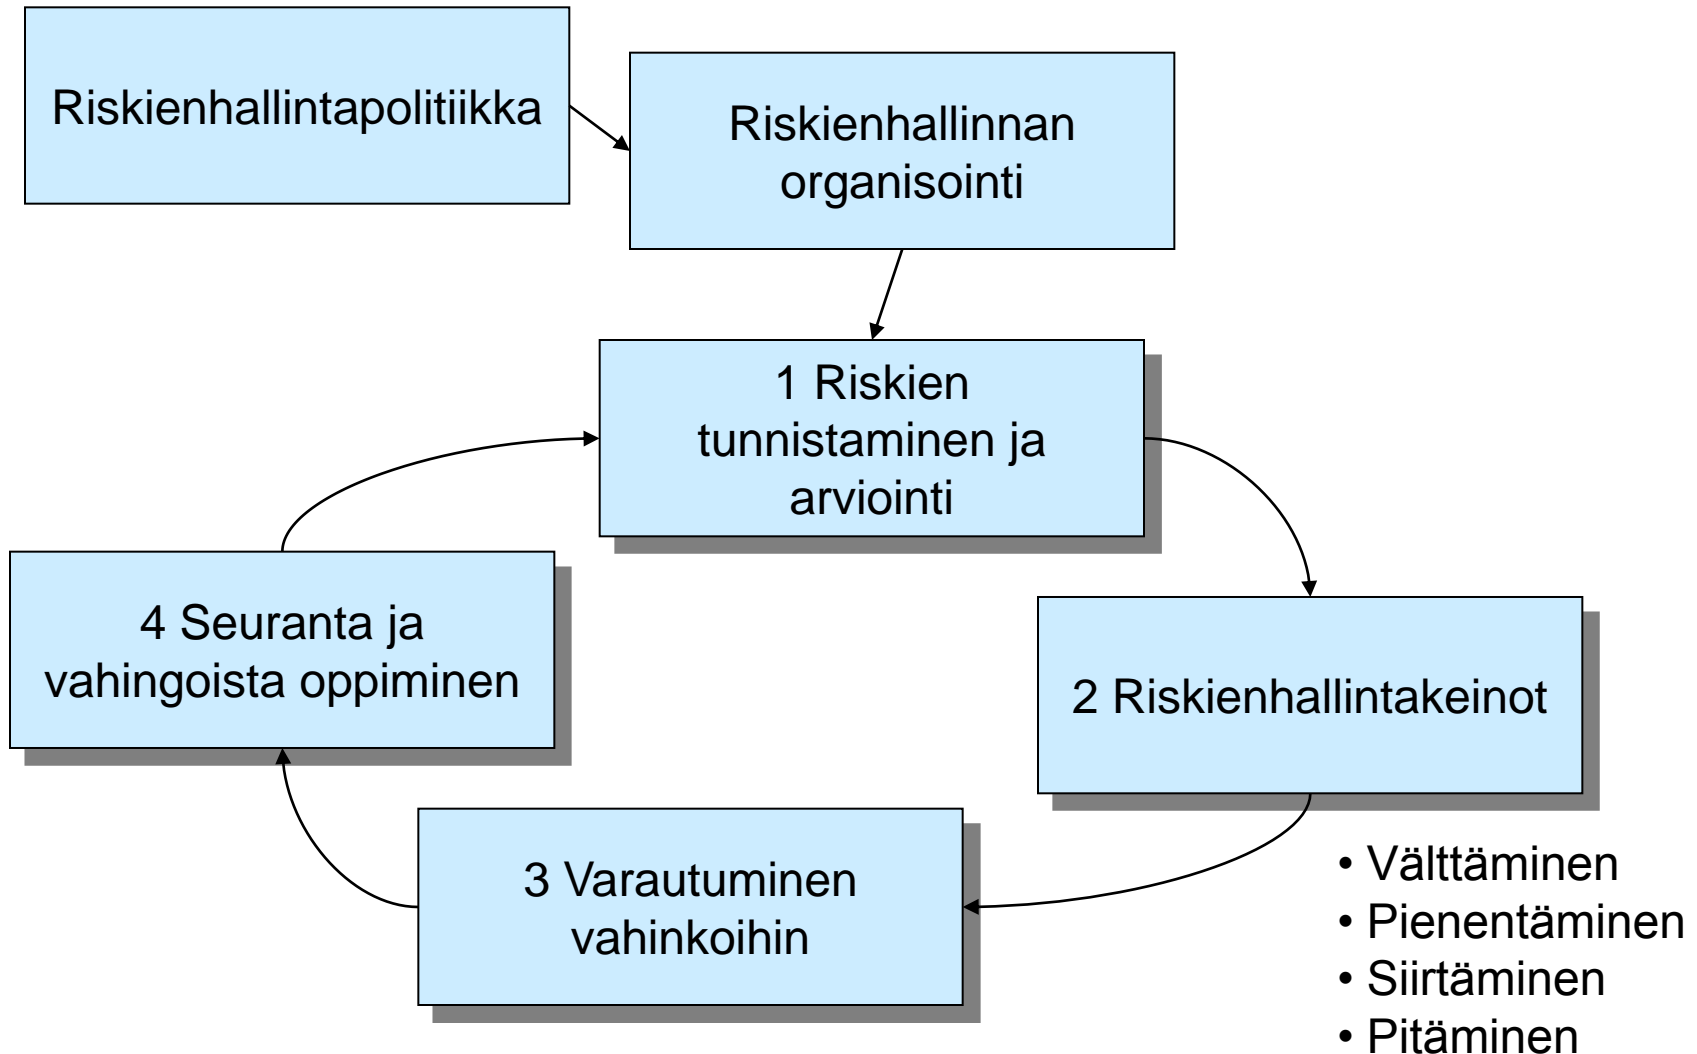 Riskienhallintapolitiikka
Riskienhallinnan
organisointi
1 Riskien
tunnistaminen ja
arviointi
2 Riskienhallintakeinot
• Välttäminen
• Pienentäminen
• Siirtäminen
• Pitäminen
3 Varautuminen
vahinkoihin
4 Seuranta ja
vahingoista oppiminen